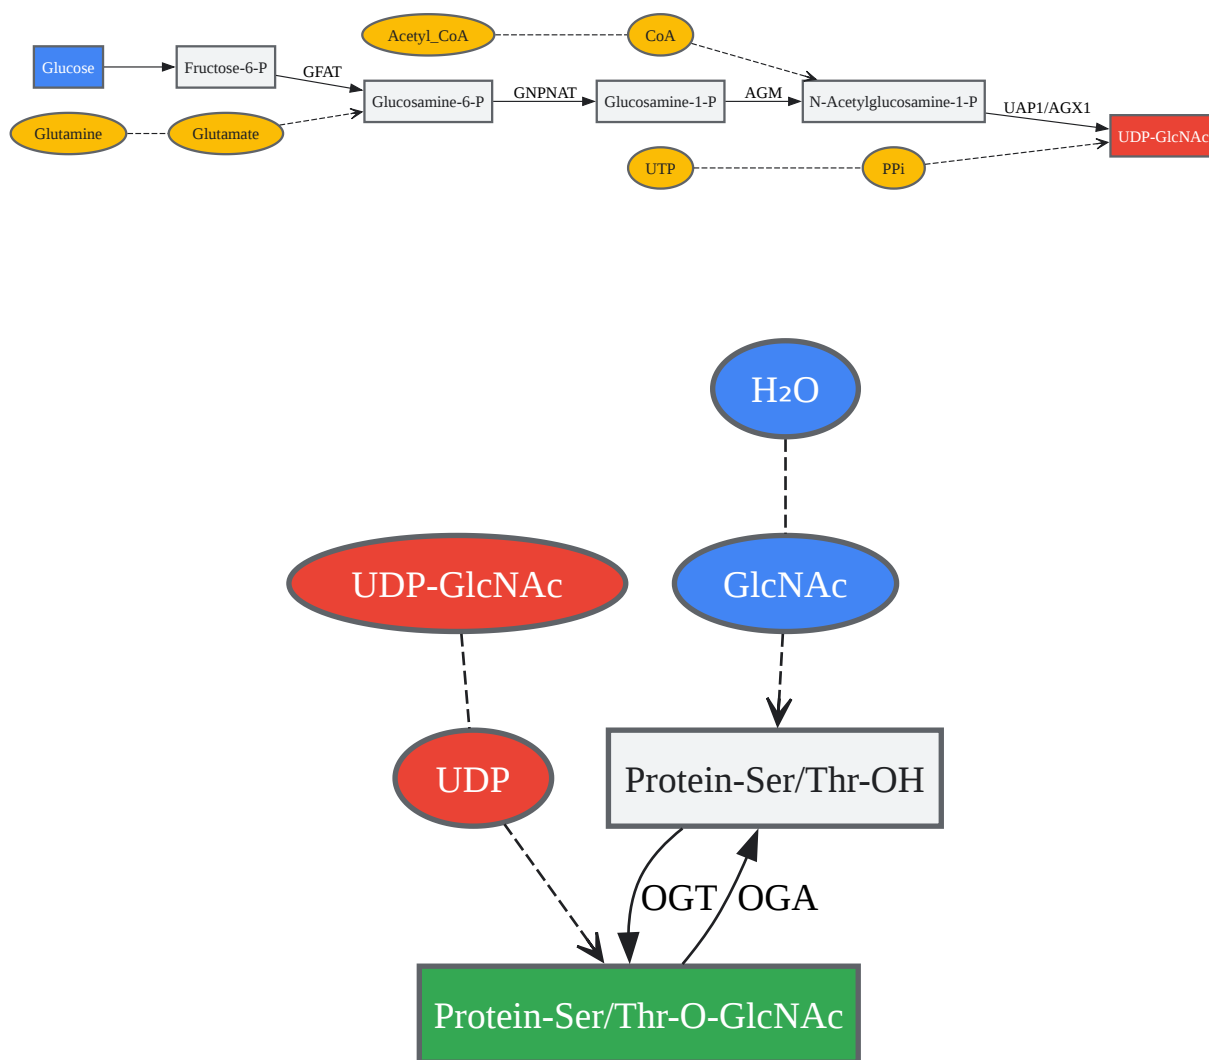 Acetyl_CoA
CoA
Glucose
Fructose-6-P
GFAT
Glucosamine-6-P
GNPNAT
Glucosamine-1-P
AGM
N-Acetylglucosamine-1-P
UAP1/AGX1
UDP-GlcNAc
Glutamine
Glutamate
UTP
PPi
H₂O
UDP-GlcNAc
GlcNAc
UDP
Protein-Ser/Thr-OH
OGT
OGA
Protein-Ser/Thr-O-GlcNAc